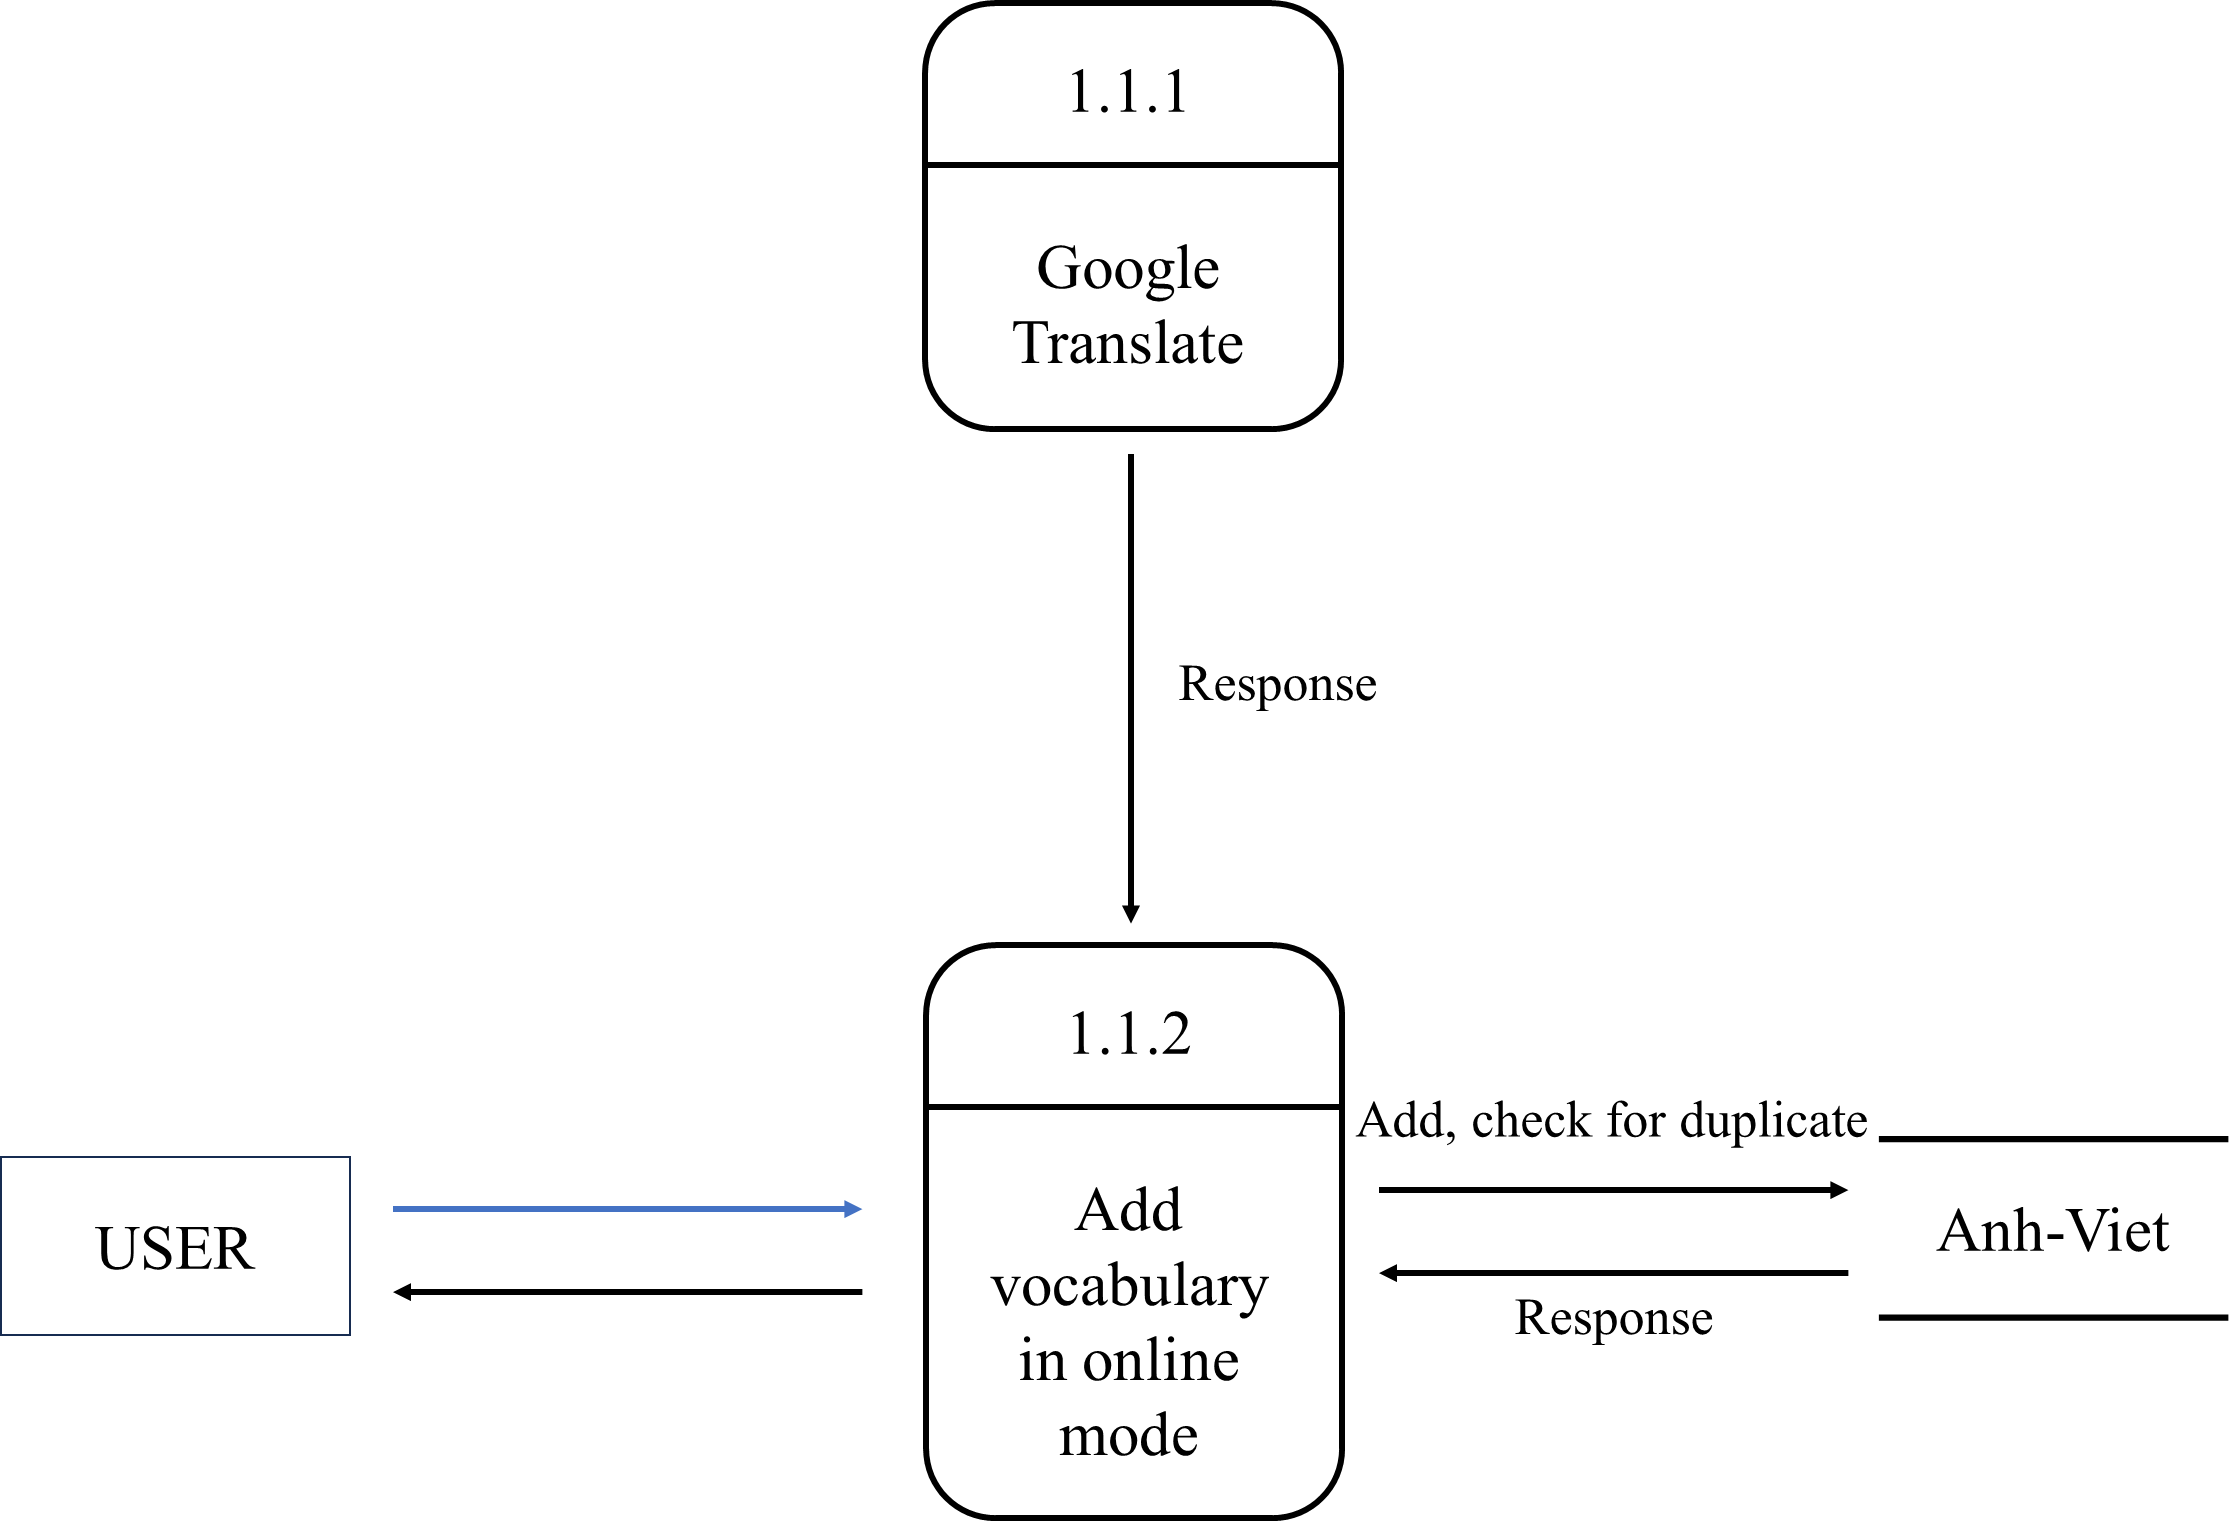 1.1.1
Google
Translate
Response
1.1.2
Add
vocabulary
in online
mode
USER
Add, check for duplicate
Anh-Viet
Response